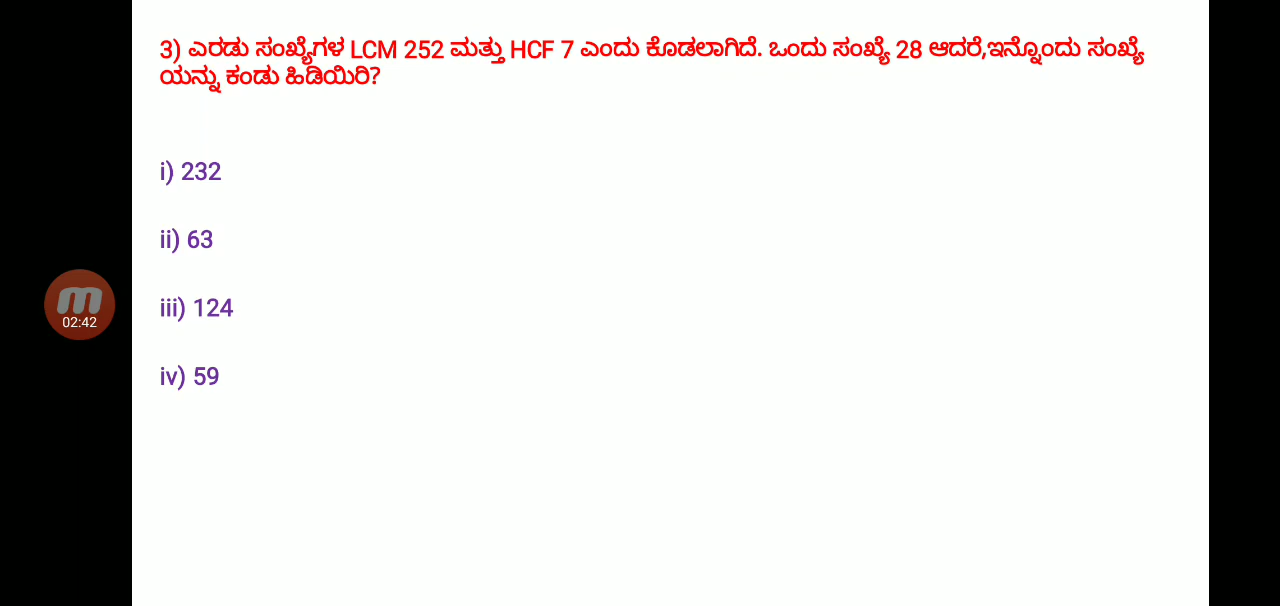 3) ಎರಡು ಸಂಖ್ಯೆಗಳ LCM 252 ಮತ್ತು HCF 7 ಎಂದು ಕೊಡಲಾಗಿದೆ. ಒಂದು ಸಂಖ್ಯೆ 28 ಆದರೆ,ಇನ್ನೊಂದು ಸಂಖ್ಯೆ
ಯನ್ನು ಕಂಡು ಹಿಡಿಯಿರಿ?
i) 232
ii) 63
iii) 124
02:42
iv) 59